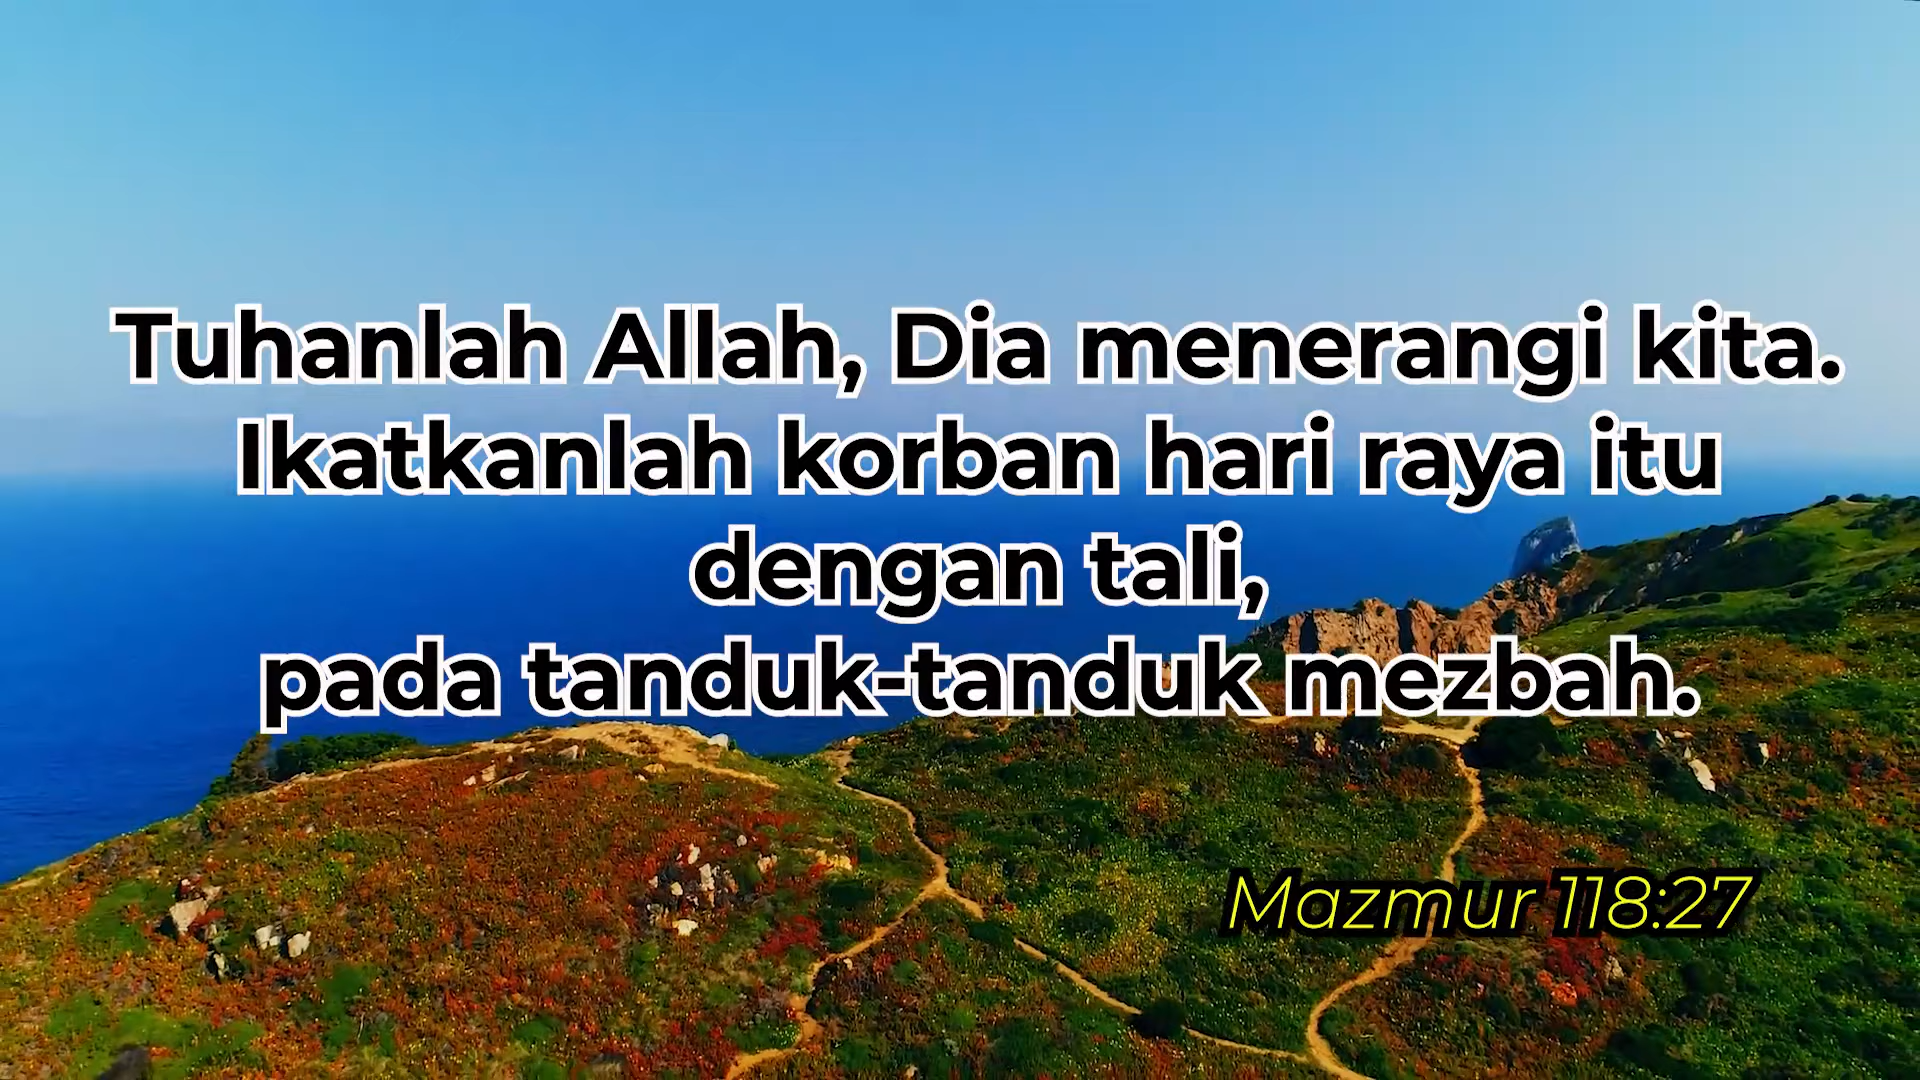 Tuhanlah Allah, Dia menerangi kita.
Ikatkanlah korban hari raya itu
dengan tali,
pada tanduk-tanduk mezbah.
Mazmur 118:27